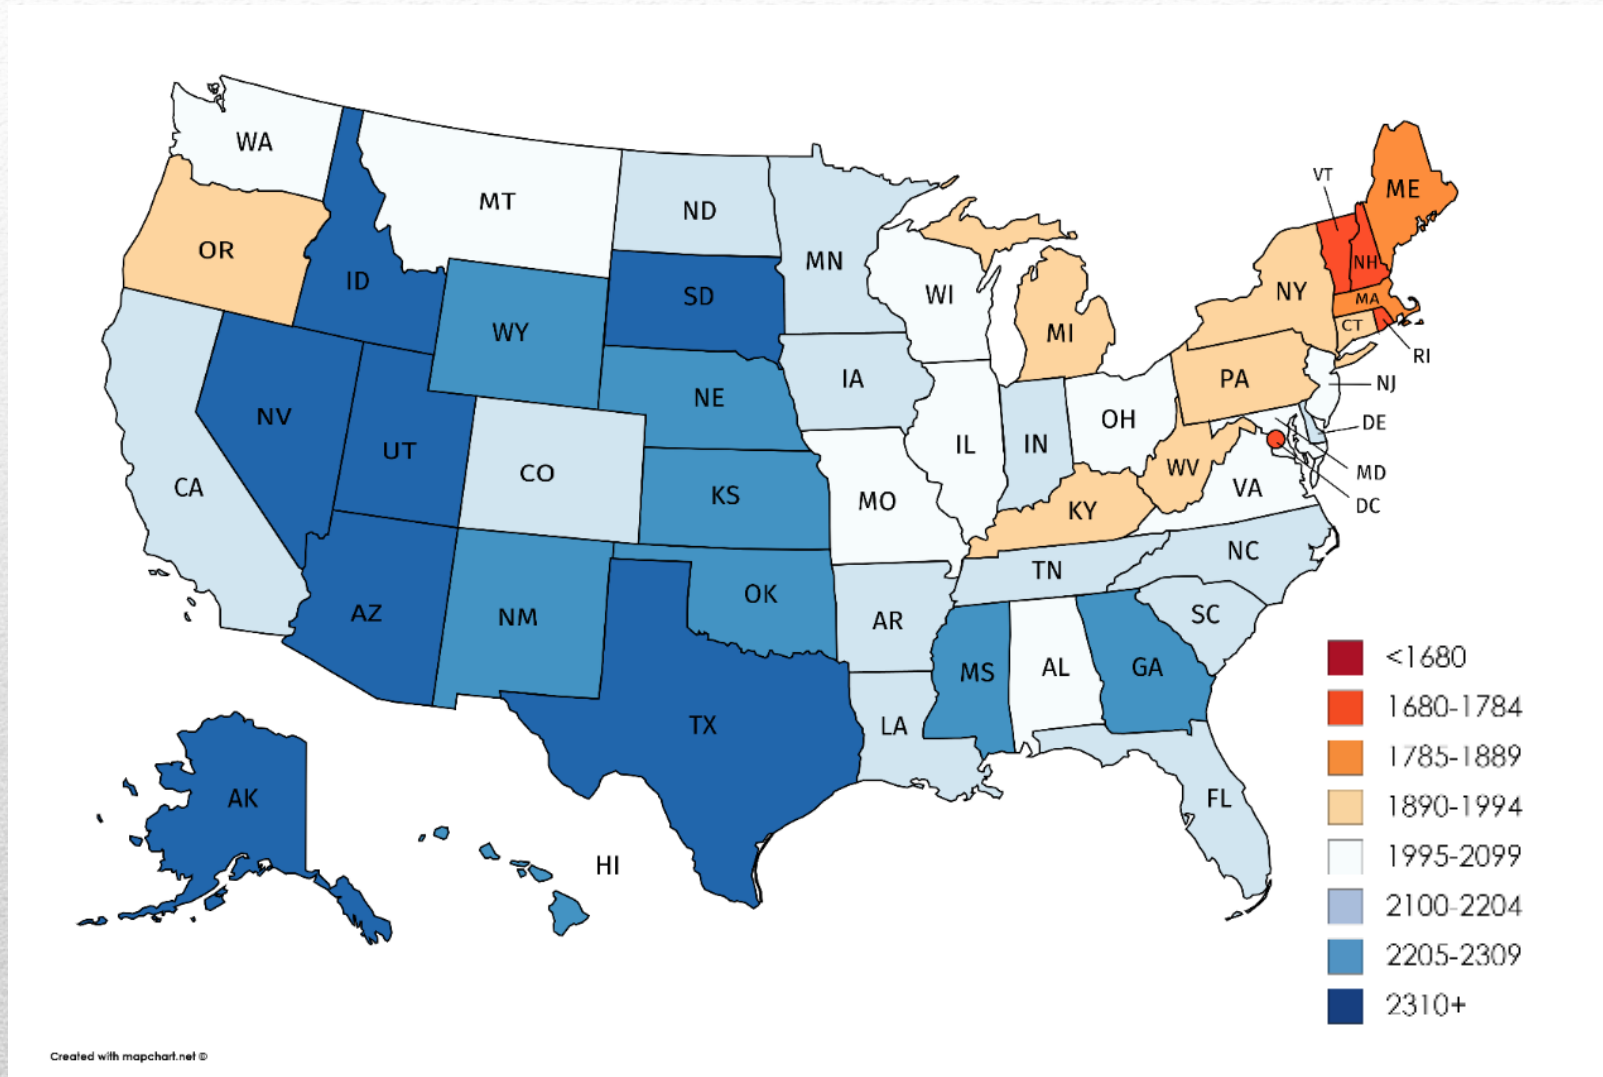 WA
MT
ND
MN
VT
ME
OR
ID
SD
WI
NH
NY
MA
MI
CT
WY
RI
IA
PA
NJ
NE
NV
OH
DE
UT
IL
IN
CO
WV
MD
CA
KS
MO
VA
DC
KY
NC
TN
OK
AZ
NM
AR
SC
MS
AL
GA
<1680
1680-1784
TX
LA
1785-1889
AK
FL
1890-1994
HI
1995-2099
2100-2204
2205-2309
2310+
Created with mapchart.net ©